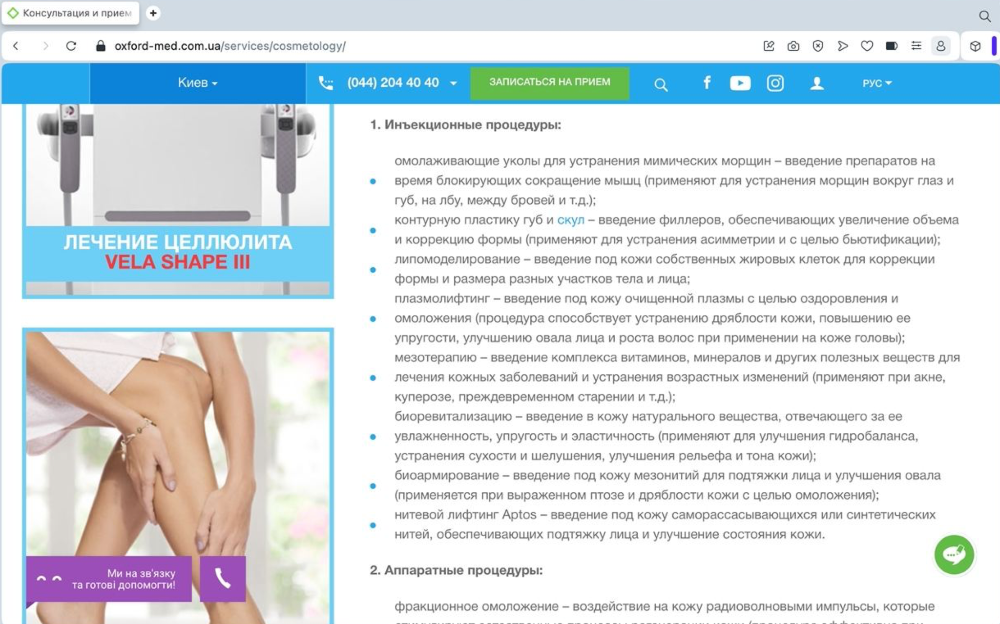 Консультация и прием
oxford-med.com.ua/services/cosmetology/
Киев
(044) 204 40 40
ЗАПИСАТЬСЯ НА ПРИЕМ
РУС
ЛЕЧЕНИЕ ЦЕЛЛЮЛИТА
VELA SHAPE III
Ми на зв'язку
та готові допомогти!
1. Инъекционные процедуры:
омолаживающие уколы для устранения мимических морщин – введение препаратов на
время блокирующих сокращение мышц (применяют для устранения морщин вокруг глаз и
губ, на лбу, между бровей и т.д.);
контурную пластику губ и скул – введение филлеров, обеспечивающих увеличение объема
и коррекцию формы (применяют для устранения асимметрии и с целью бьютификации);
липомоделирование – введение под кожи собственных жировых клеток для коррекции
формы и размера разных участков тела и лица;
плазмолифтинг – введение под кожу очищенной плазмы с целью оздоровления и
омоложения (процедура способствует устранению дряблости кожи, повышению ее
упругости, улучшению овала лица и роста волос при применении на коже головы);
мезотерапию – введение комплекса витаминов, минералов и других полезных веществ для
лечения кожных заболеваний и устранения возрастных изменений (применяют при акне,
куперозе, преждевременном старении и т.д.);
биоревитализацию – введение в кожу натурального вещества, отвечающего за ее
увлажненность, упругость и эластичность (применяют для улучшения гидробаланса,
устранения сухости и шелушения, улучшения рельефа и тона кожи);
биоармирование – введение под кожу мезонитий для подтяжки лица и улучшения овала
(применяется при выраженном птозе и дряблости кожи с целью омоложения);
нитевой лифтинг Aptos – введение под кожу саморассасывающихся или синтетических
нитей, обеспечивающих подтяжку лица и улучшение состояния кожи.
2. Аппаратные процедуры:
фракционное омоложение – воздействие на кожу радиоволновыми импульсы, которые